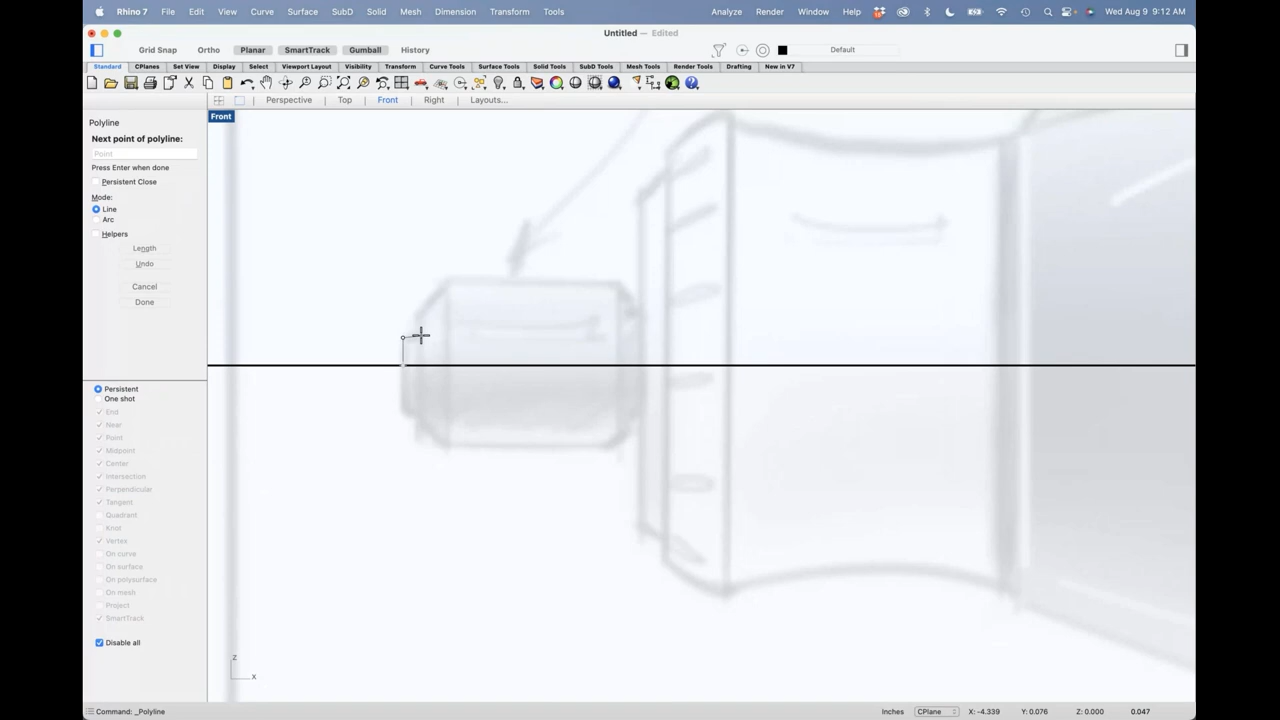 Rhino 7 File Edit View Curve Surface SubD Solid Mesh Dimension Transform Tools Analyze Render Window Help Wed Aug 9 9:12 AM
Untitled — Edited
Grid Snap Ortho Planar SmartTrack Gumball History Default
Standard CPlanes Set View Display Select Viewport Layout Visibility Transform Curve Tools Surface Tools Solid Tools SubD Tools Mesh Tools Render Tools Drafting New in V7
Perspective Top Front Right Layouts...
Front
Polyline
Next point of polyline:
Point
Press Enter when done
Persistent Close
Mode:
Line
Arc
Helpers
Length
Undo
Cancel
Done
Persistent
One shot
End
Near
Point
Midpoint
Center
Intersection
Perpendicular
Tangent
Quadrant
Knot
Vertex
On curve
On surface
On polysurface
On mesh
Project
SmartTrack
Disable all
z
x
Command: _Polyline Inches CPlane X: -4.339 Y: 0.076 Z: 0.000 0.047